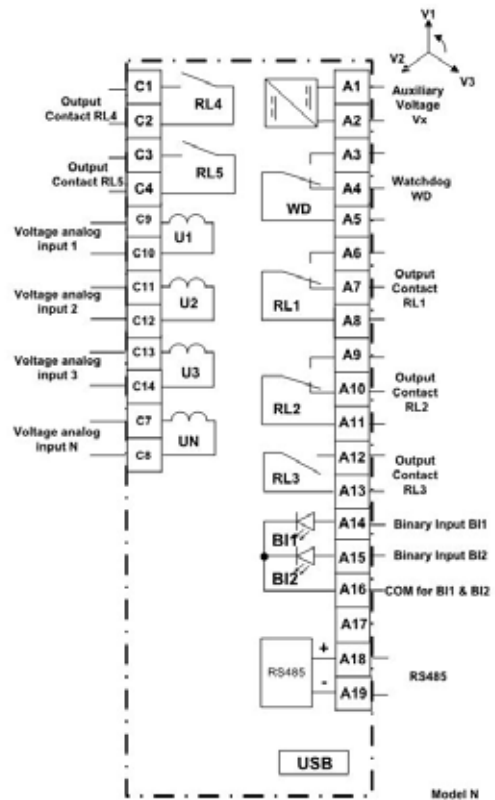 V1
V2
V3
C1
C2
RL4
Output
Contact RL4
C3
C4
RL5
Output
Contact RL5
C9
C10
U1
Voltage analog
input 1
C11
C12
U2
Voltage analog
input 2
C13
C14
U3
Voltage analog
input 3
C7
C8
UN
Voltage analog
input N
A1
A2
Auxiliary
Voltage
Vx
A3
A4
A5
WD
Watchdog
WD
A6
A7
A8
RL1
Output
Contact
RL1
A9
A10
A11
RL2
Output
Contact
RL2
A12
A13
RL3
Output
Contact
RL3
A14
BI1
Binary Input BI1
A15
BI2
Binary Input BI2
A16
COM for BI1 & BI2
A17
A18
A19
+
-
RS485
RS485
USB
Model N